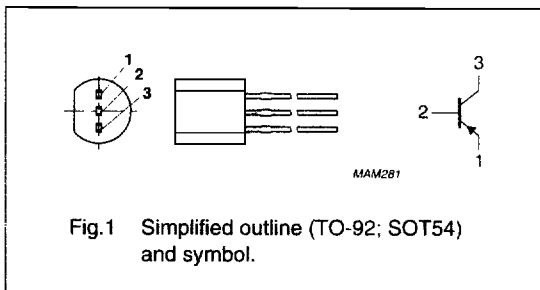 1
2
3
3
2
1
MAM281
Fig.1 Simplified outline (TO-92; SOT54)
and symbol.